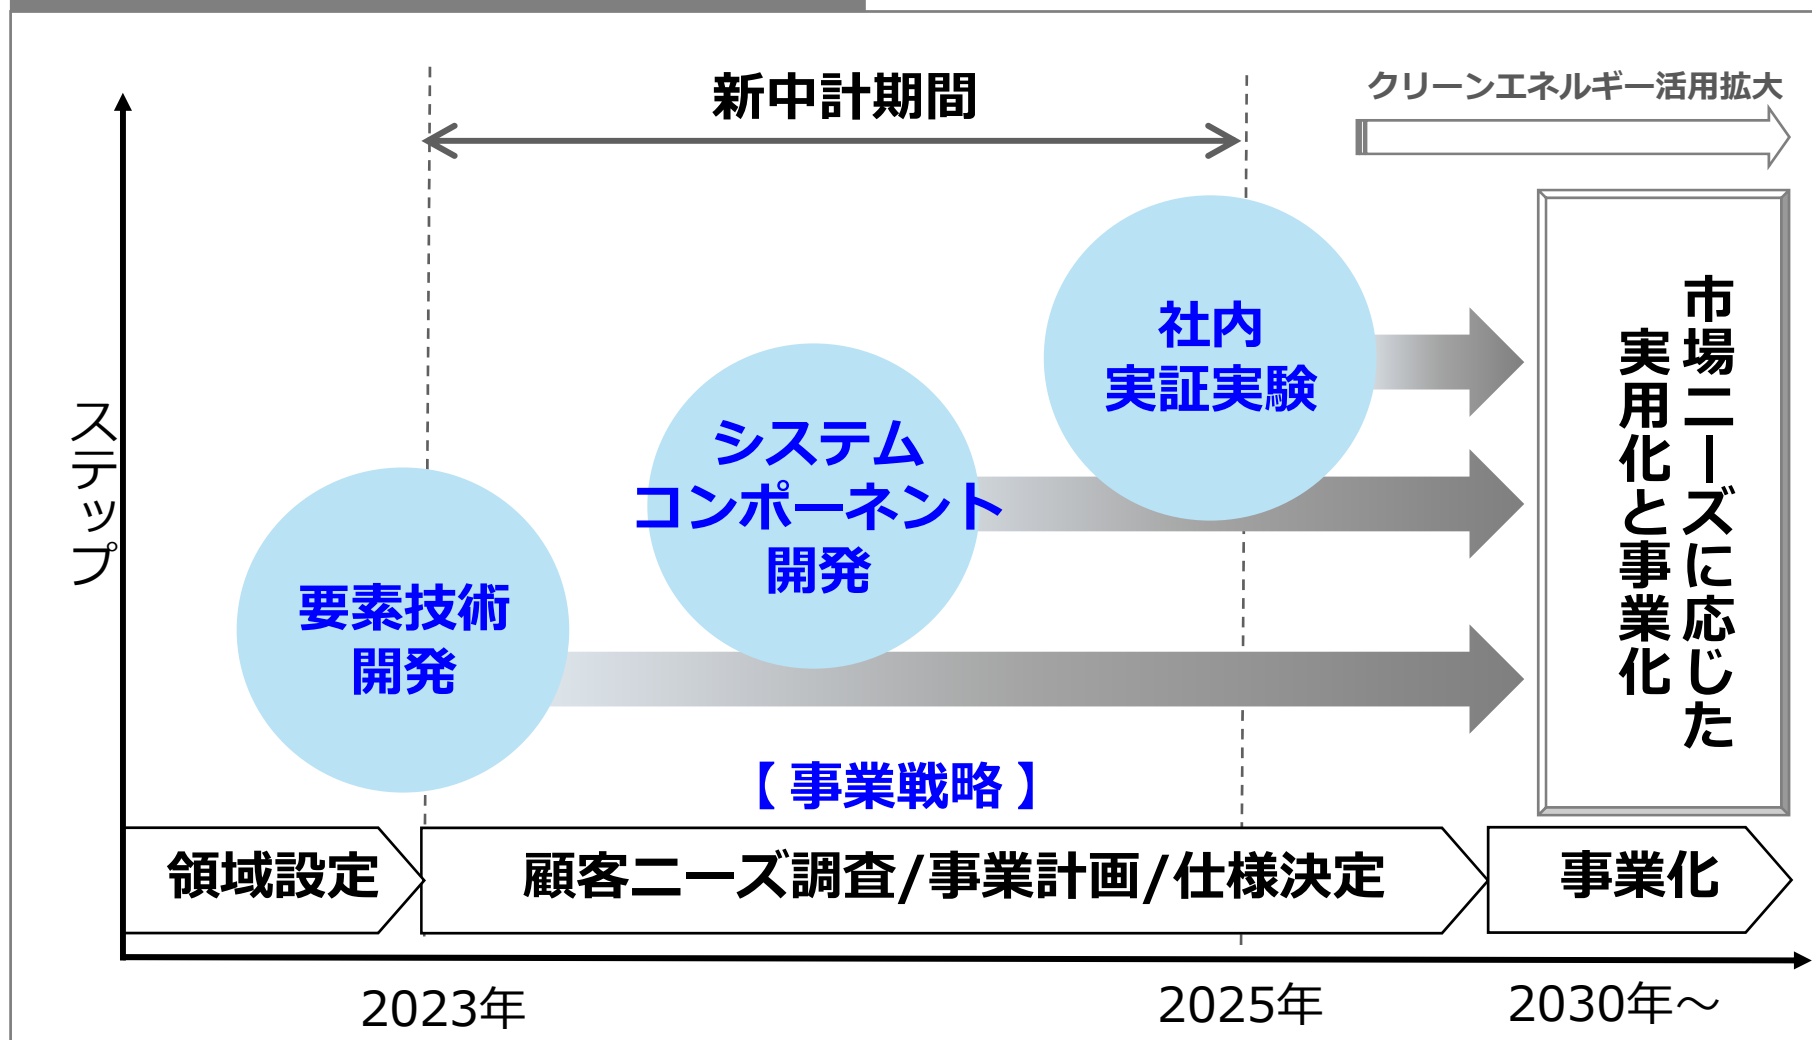 新中計期間
クリーンエネルギー活用拡大
ステップ
社内
実証実験
システム
コンポーネント
開発
要素技術
開発
市場ニーズに応じた
実用化と事業化
【 事業戦略 】
領域設定
顧客ニーズ調査/事業計画/仕様決定
事業化
2023年
2025年
2030年~